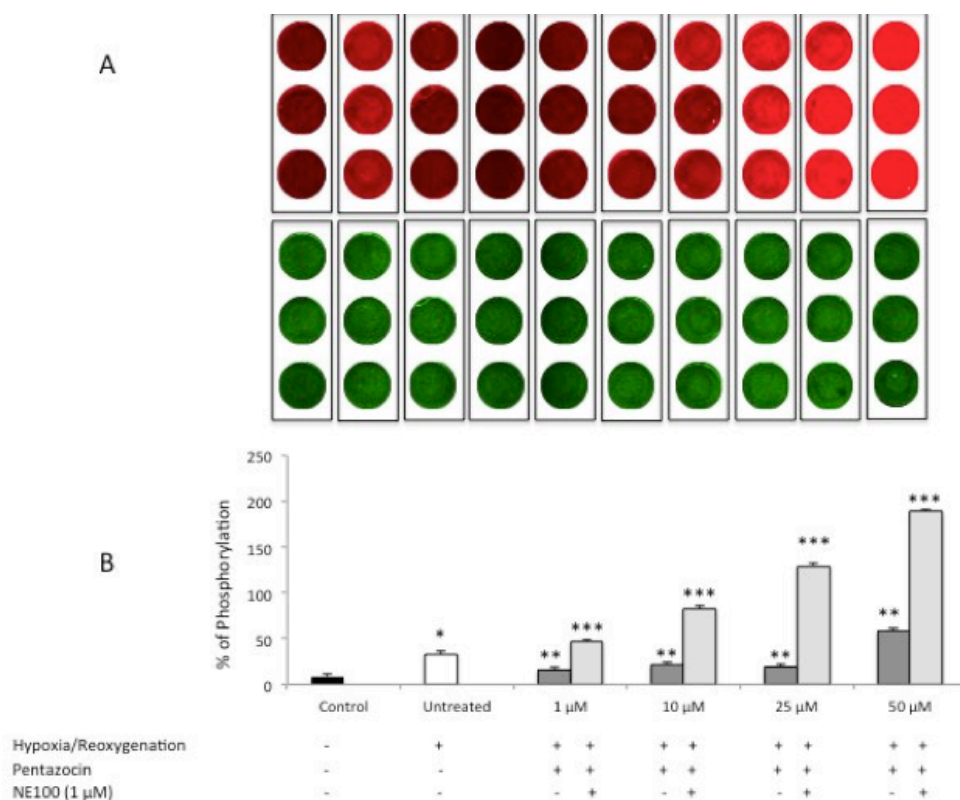 A
B
% of Phosphorylation
250
200
150
100
50
0
*
**
***
**
***
**
***
**
***
Control Untreated 1 µM 10 µM 25 µM 50 µM
Hypoxia/Reoxygenation - + + + + + + + + +
Pentazocin - - + + + + + + + +
NE100 (1 µM) - - - + - + - + - +